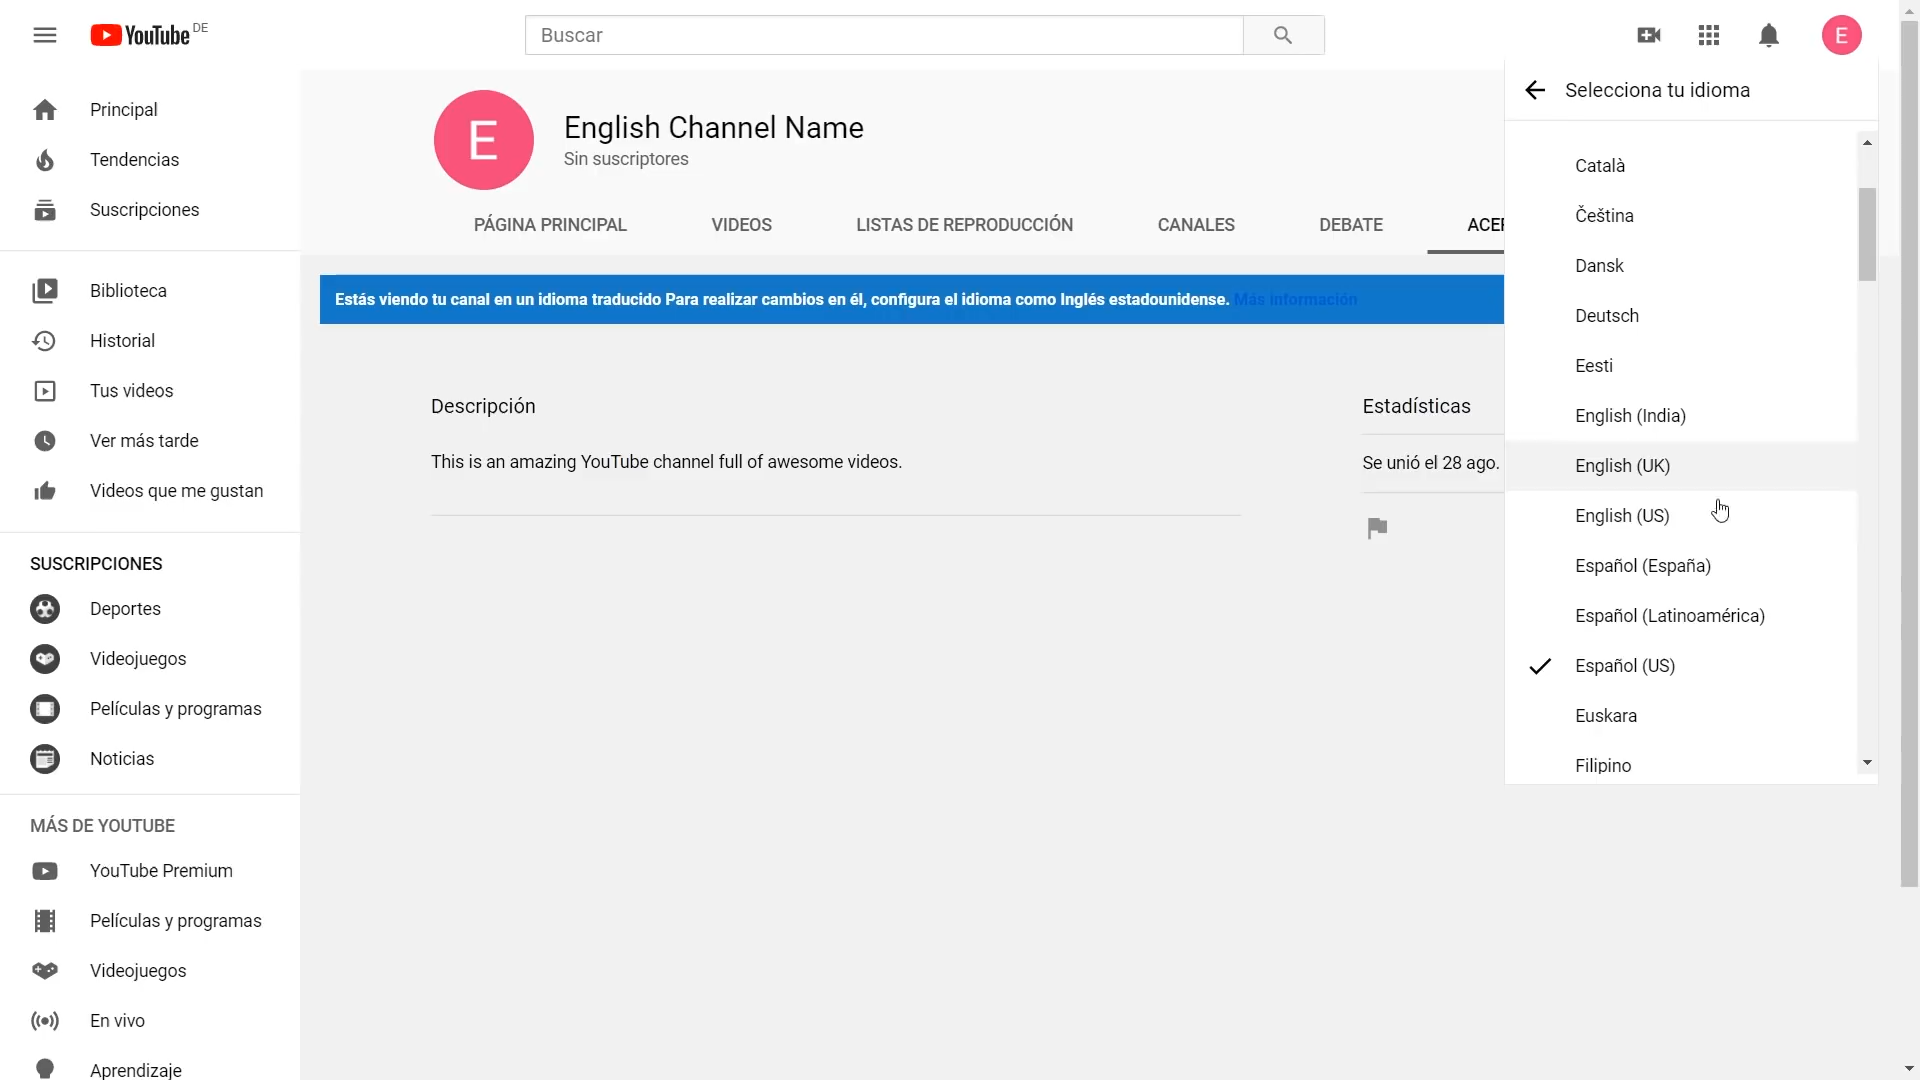 YouTube DE
Buscar
E
Principal
Tendencias
Suscripciones
Biblioteca
Historial
Tus videos
Ver más tarde
Videos que me gustan
SUSCRIPCIONES
Deportes
Videojuegos
Películas y programas
Noticias
MÁS DE YOUTUBE
YouTube Premium
Películas y programas
Videojuegos
En vivo
Aprendizaje
E
English Channel Name
Sin suscriptores
PÁGINA PRINCIPAL VIDEOS LISTAS DE REPRODUCCIÓN CANALES DEBATE ACER
Estás viendo tu canal en un idioma traducido Para realizar cambios en él, configura el idioma como Inglés estadounidense. Más información
Descripción
This is an amazing YouTube channel full of awesome videos.
Estadísticas
Se unió el 28 ago.
Selecciona tu idioma
Català
Čeština
Dansk
Deutsch
Eesti
English (India)
English (UK)
English (US)
Español (España)
Español (Latinoamérica)
Español (US)
Euskara
Filipino